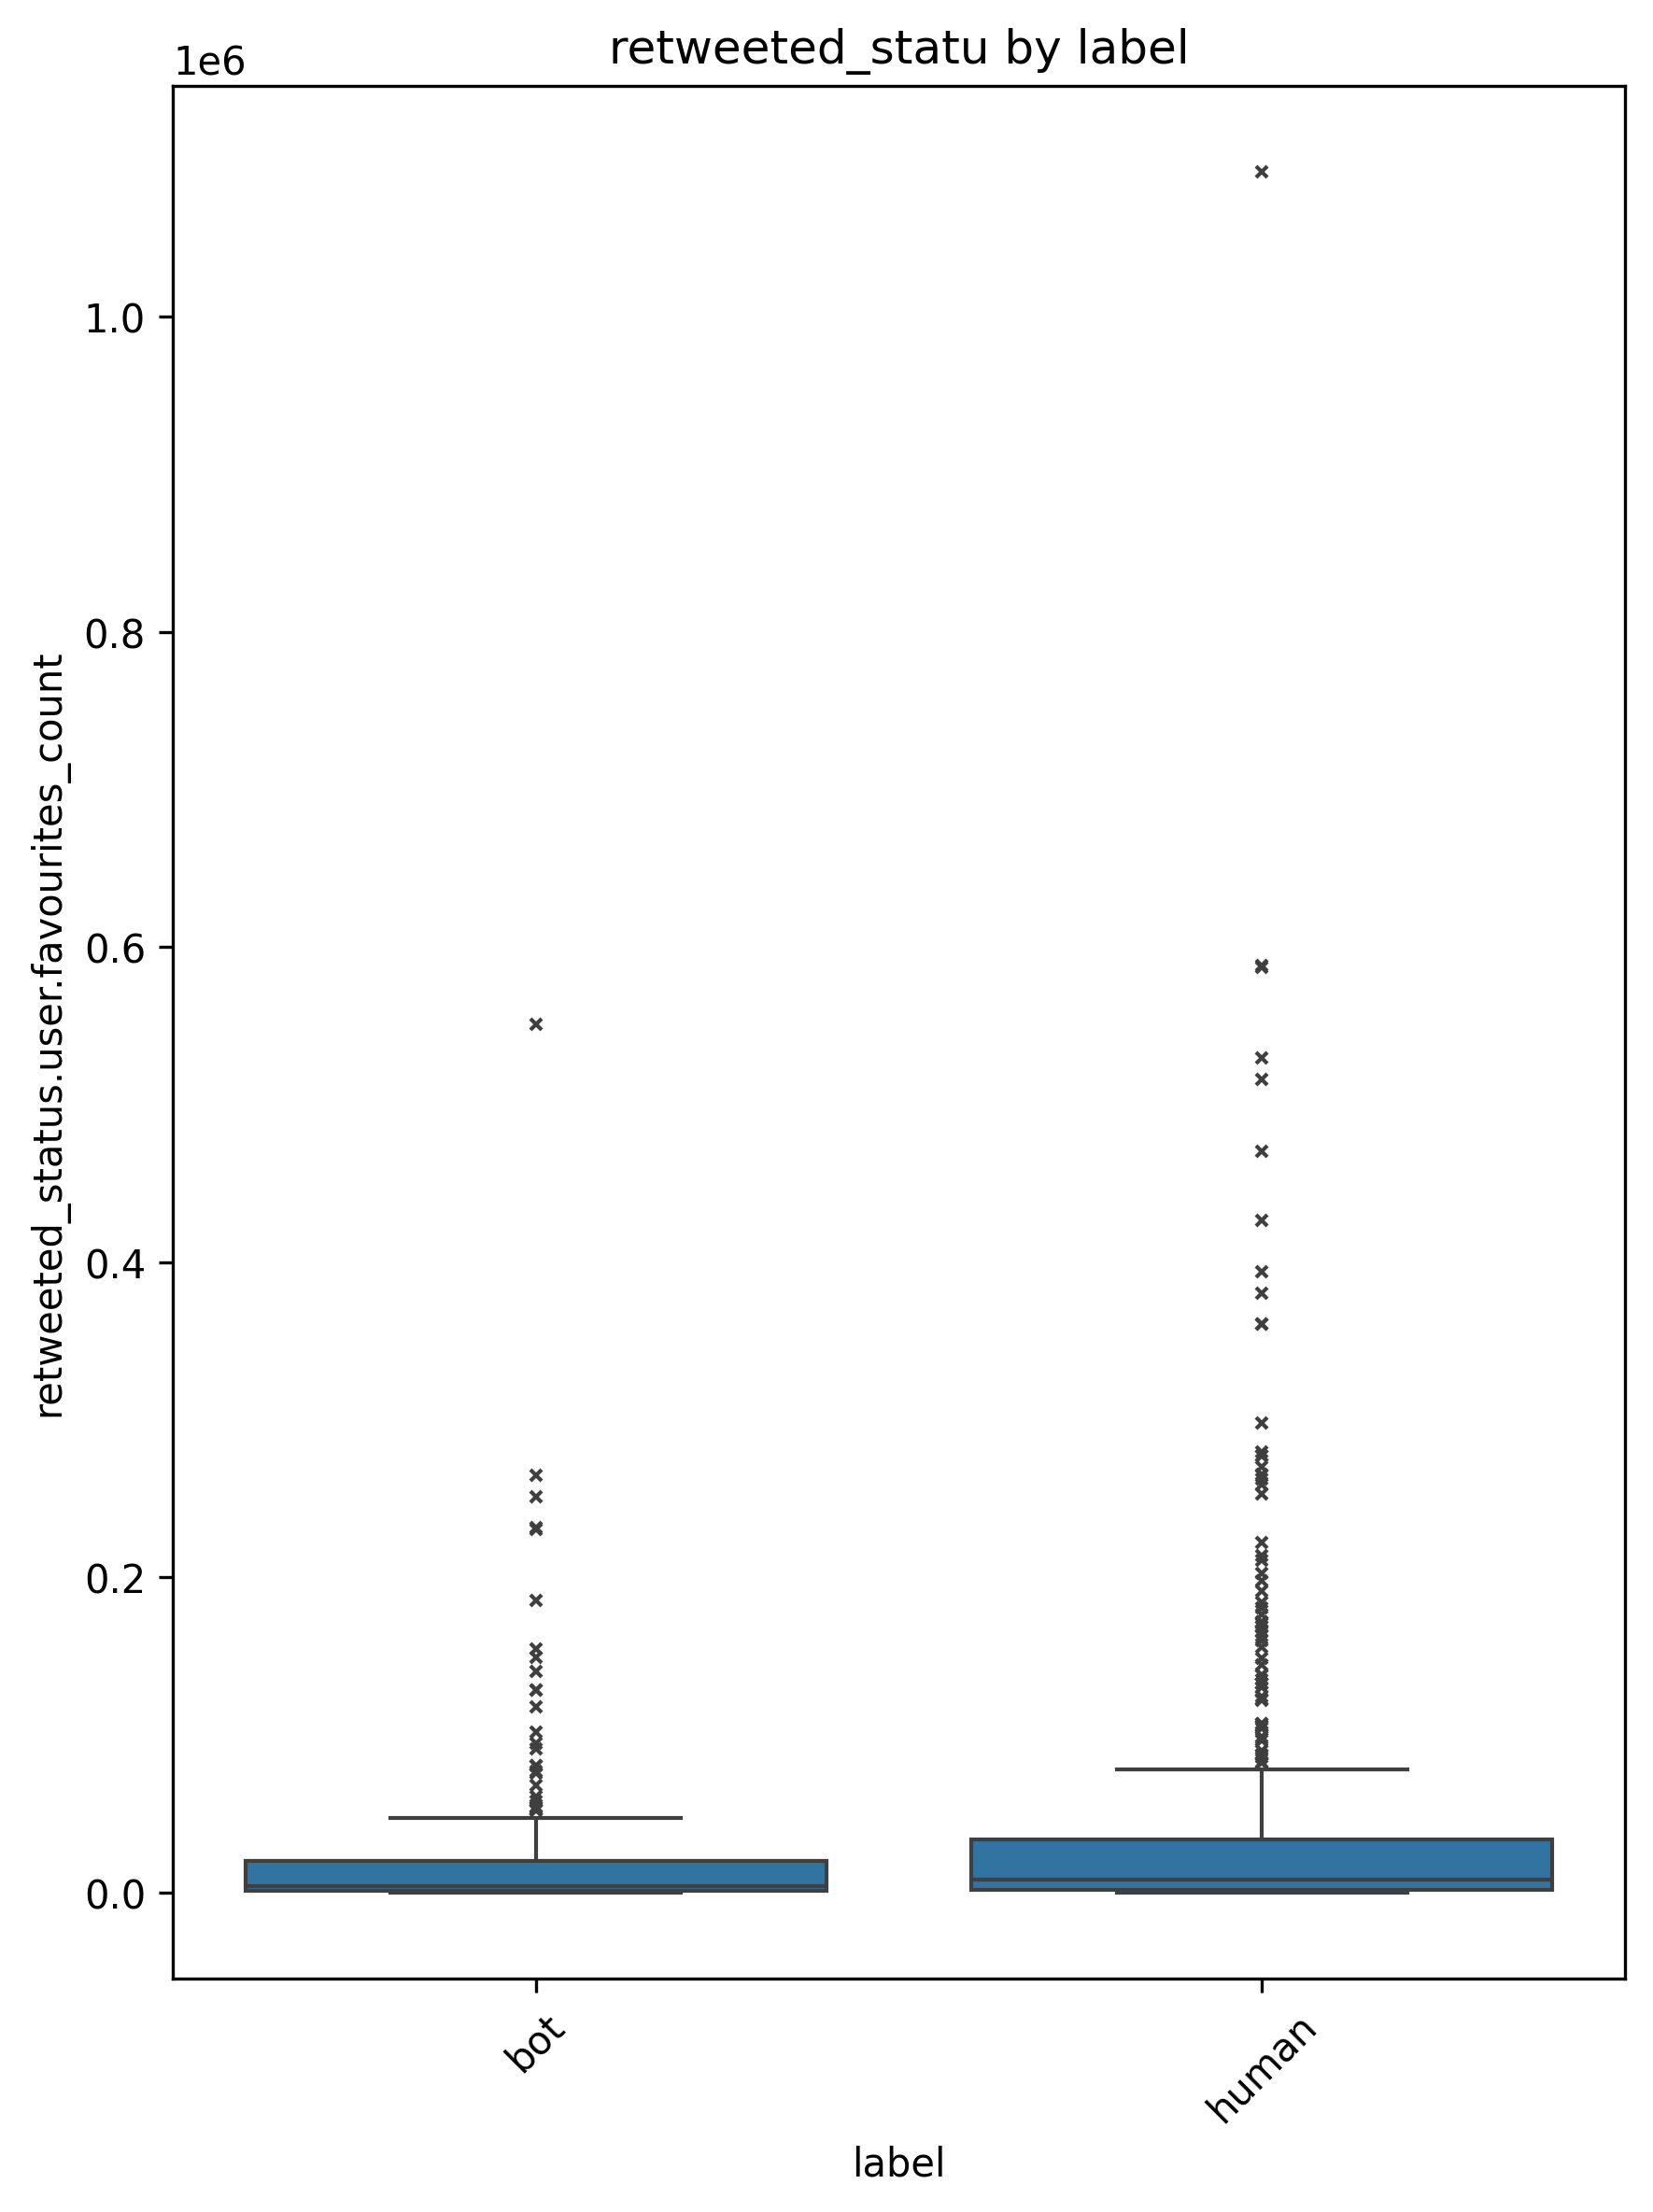 retweeted_statu by label
1e6
1.0
0.8
0.6
0.4
0.2
0.0
retweeted_status.user.favourites_count
bot
human
label